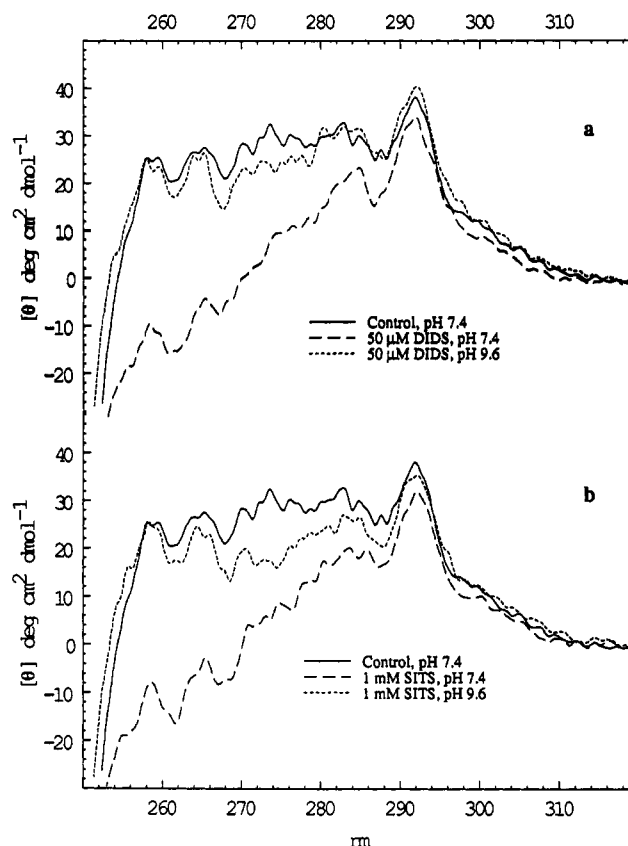 260 270 280 290 300 310
40
30
20
10
0
-10
-20
[θ] deg cm² dmol⁻¹
a
Control, pH 7.4
50 μM DIDS, pH 7.4
50 μM DIDS, pH 9.6
40
30
20
10
0
-10
-20
[θ] deg cm² dmol⁻¹
b
Control, pH 7.4
1 mM SITS, pH 7.4
1 mM SITS, pH 9.6
260 270 280 290 300 310
rm